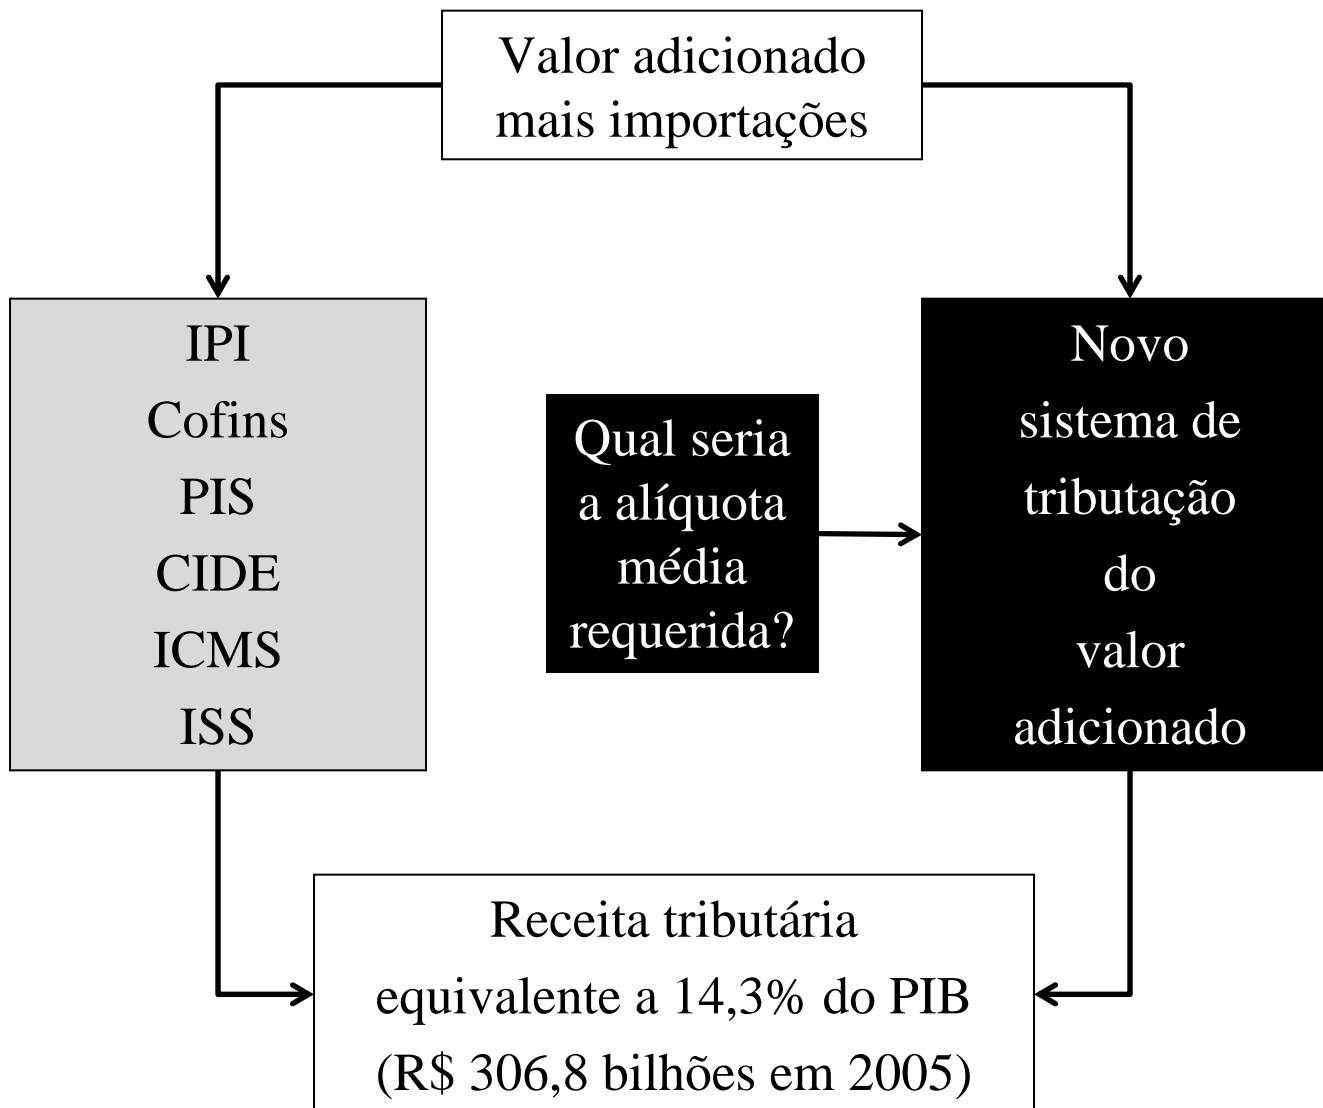 Valor adicionado
mais importações
IPI
Cofins
PIS
CIDE
ICMS
ISS
Qual seria
a alíquota
média
requerida?
Novo
sistema de
tributação
do
valor
adicionado
Receita tributária
equivalente a 14,3% do PIB
(R$ 306,8 bilhões em 2005)